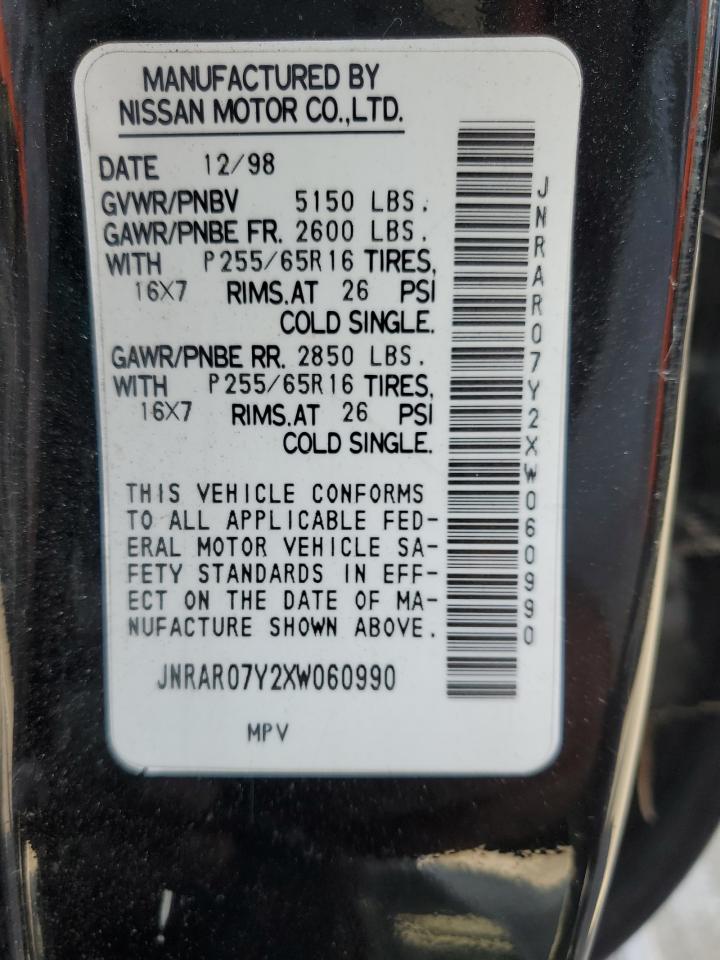 MANUFACTURED BY
NISSAN MOTOR CO.,LTD.
DATE 12/98
GVWR/PNBV 5150 LBS.
GAWR/PNBE FR. 2600 LBS.
WITH P255/65R16 TIRES,
16X7 RIMS.AT 26 PSI
COLD SINGLE.
GAWR/PNBE RR. 2850 LBS.
WITH P255/65R16 TIRES,
16X7 RIMS.AT 26 PSI
COLD SINGLE.
THIS VEHICLE CONFORMS
TO ALL APPLICABLE FED-
ERAL MOTOR VEHICLE SA-
FETY STANDARDS IN EFF-
ECT ON THE DATE OF MA-
NUFACTURE SHOWN ABOVE.
JNRAR07Y2XW060990
MPV
JNRAR07Y2XW060990